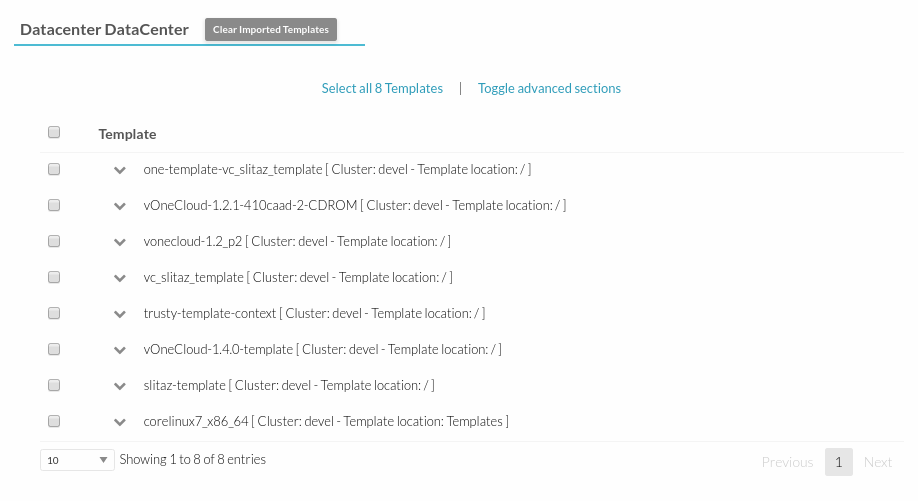 Datacenter DataCenter Clear Imported Templates
Select all 8 Templates | Toggle advanced sections
Template
one-template-vc_slitaz_template [ Cluster: devel - Template location: / ]
vOneCloud-1.2.1-410caad-2-CDROM [ Cluster: devel - Template location: / ]
vonecloud-1.2_p2 [ Cluster: devel - Template location: / ]
vc_slitaz_template [ Cluster: devel - Template location: / ]
trusty-template-context [ Cluster: devel - Template location: / ]
vOneCloud-1.4.0-template [ Cluster: devel - Template location: / ]
slitaz-template [ Cluster: devel - Template location: / ]
corelinux7_x86_64 [ Cluster: devel - Template location: Templates ]
10 Showing 1 to 8 of 8 entries Previous 1 Next